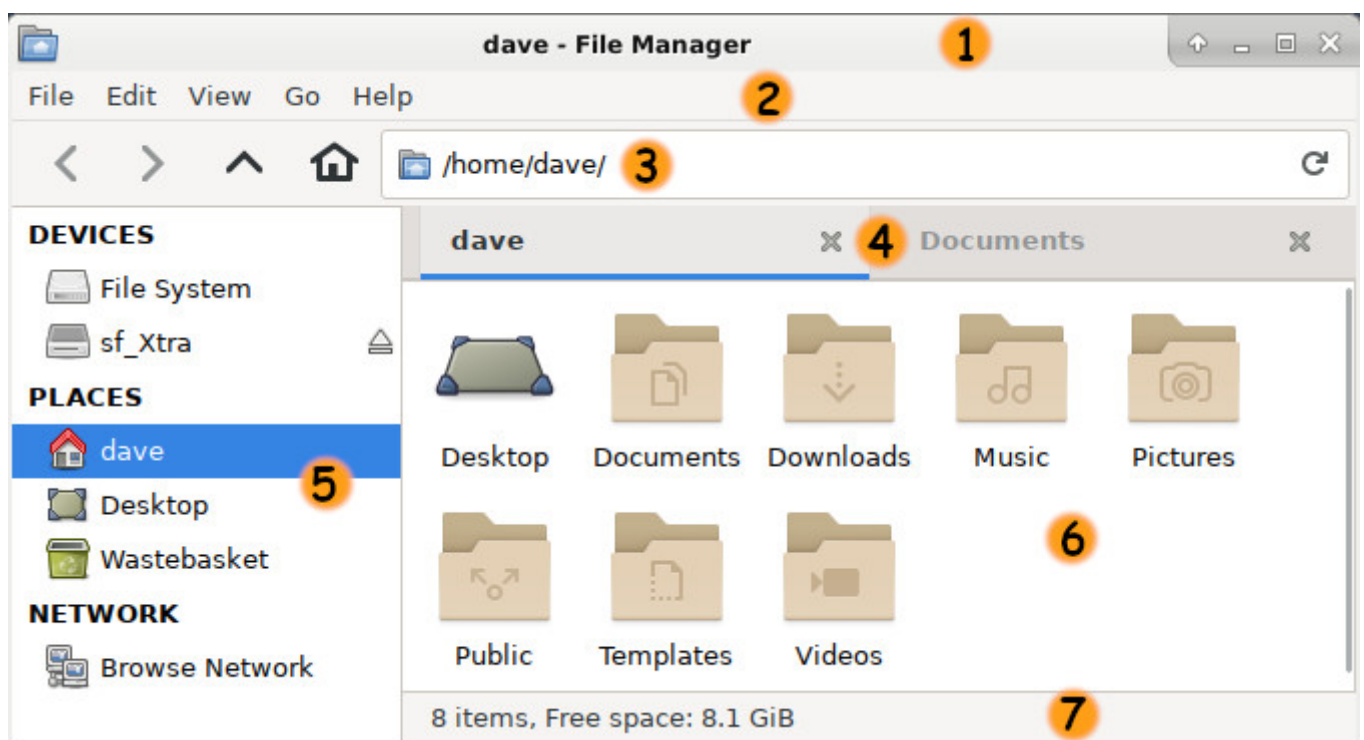 dave - File Manager 1
File Edit View Go Help 2
/home/dave/ 3
DEVICES
File System
sf_Xtra
PLACES
dave
5
Desktop
Wastebasket
NETWORK
Browse Network
dave 4 Documents
Desktop Documents Downloads Music Pictures
6
Public Templates Videos
8 items, Free space: 8.1 GiB 7